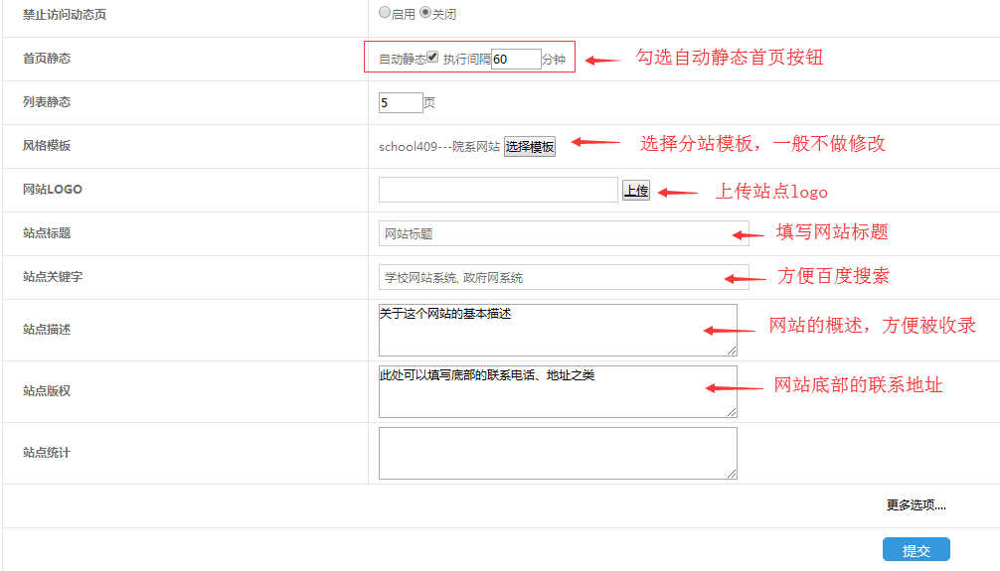 禁止访问动态页 启用 关闭
首页静态 自动静态 执行间隔60分钟 勾选自动静态首页按钮
列表静态 5页
风格模板 school409---院系网站 选择模板 选择分站模板，一般不做修改
网站LOGO 上传 上传站点logo
站点标题 网站标题 填写网站标题
站点关键字 学校网站系统, 政府网系统 方便百度搜索
站点描述 关于这个网站的基本描述 网站的概述，方便被收录
站点版权 此处可以填写底部的联系电话、地址之类 网站底部的联系地址
站点统计
更多选项....
提交